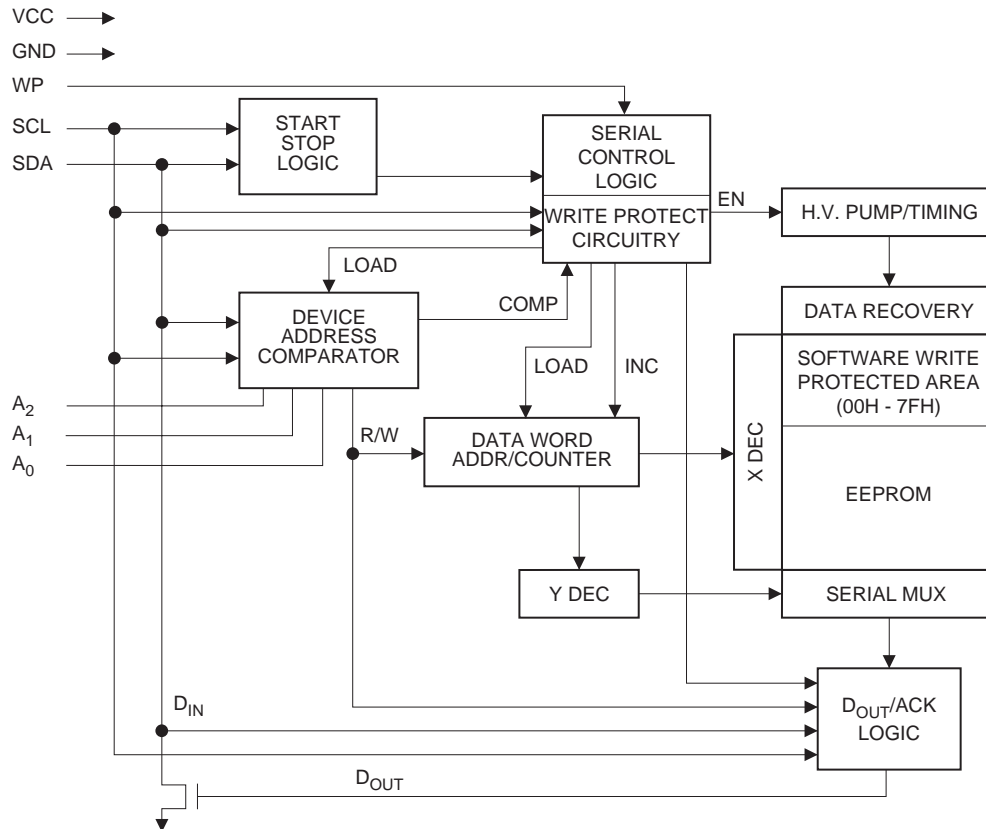 VCC
GND
WP
SCL
SDA
START
STOP
LOGIC
SERIAL
CONTROL
LOGIC
WRITE PROTECT
CIRCUITRY
EN
H.V. PUMP/TIMING
LOAD
COMP
DEVICE
ADDRESS
COMPARATOR
DATA RECOVERY
LOAD
INC
SOFTWARE WRITE
PROTECTED AREA
(00H - 7FH)
A2
A1
A0
R/W
DATA WORD
ADDR/COUNTER
X DEC
EEPROM
Y DEC
SERIAL MUX
DIN
DOUT/ACK
LOGIC
DOUT